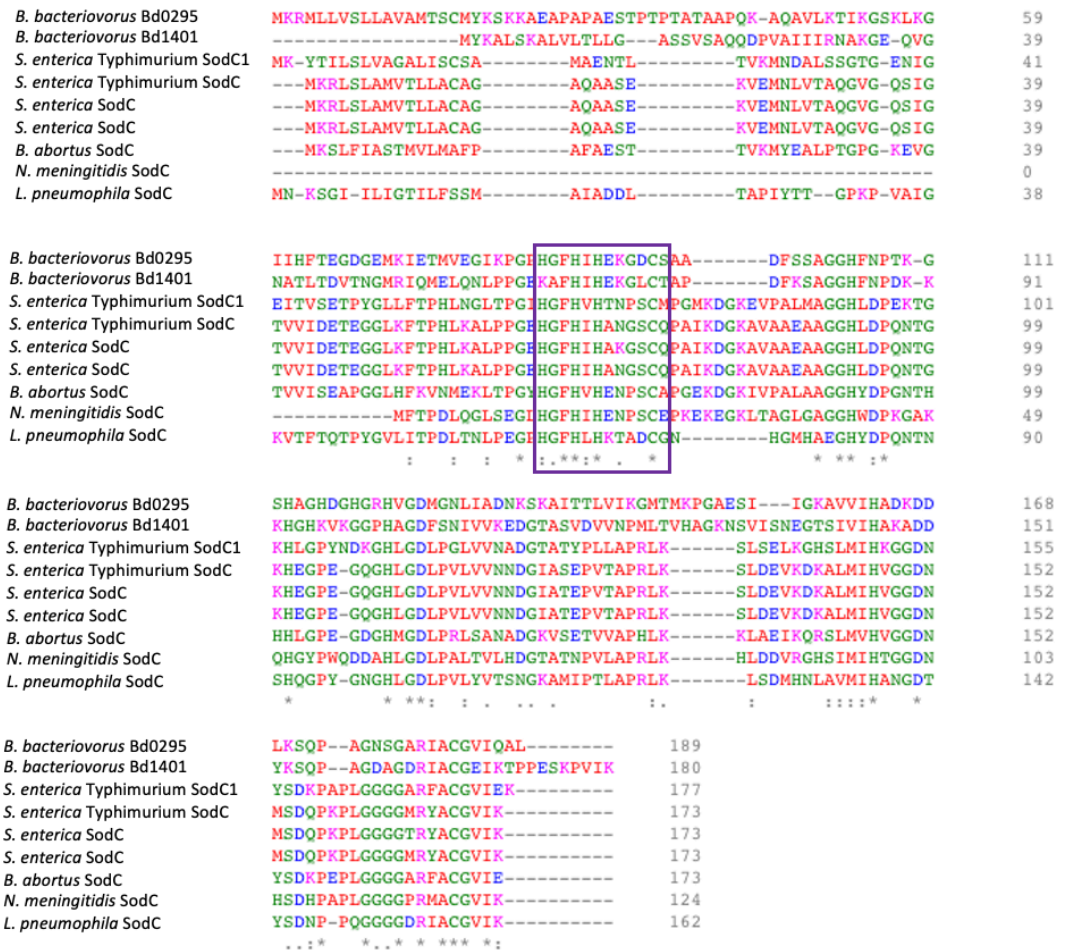 B. bacteriovorus Bd0295 MKRMLLVSLLAVAMTSCMYKSKKAEAPAPAESTPTPTATAAPQK-AQAVLKTIKGSKLKG 59
B. bacteriovorus Bd1401 -----------------MYKALSKALVLTLLG---ASSVSAQQDPVAIIIRNAKGE-QVG 39
S. enterica Typhimurium SodC1 MK-YTILSLVAGALISCSA--------MAENTL---------TVKMNDALSSGTG-ENIG 41
S. enterica Typhimurium SodC ---MKRLSLAMVTLLACAG--------AQAASE---------KVEMNLVTAQGVG-QSIG 39
S. enterica SodC ---MKRLSLAMVTLLACAG--------AQAASE---------KVEMNLVTAQGVG-QSIG 39
S. enterica SodC ---MKRLSLAMVTLLACAG--------AQAASE---------KVEMNLVTAQGVG-QSIG 39
B. abortus SodC ---MKSLFIASTMVLMAFP--------AFAEST---------TVKMYEALPTGPG-KEVG 39
N. meningitidis SodC ------------------------------------------------------------ 0
L. pneumophila SodC MN-KSGI-ILIGTILFSSM--------AIADDL---------TAPIYTT--GPKP-VAIG 38
B. bacteriovorus Bd0295 IIHFTEGDGEMKIETMVEGIKPGPHGFHIHEKGDCSAA-------DFSSAGGHFNPTK-G 111
B. bacteriovorus Bd1401 NATLTDVTNGMRIQMELQNLPPGEKAFHIHEKGLCTAP-------DFKSAGGHFNPDK-K 91
S. enterica Typhimurium SodC1 EITVSETPYGLLFTPHLNGLTPGIHGFHVHTNPSCMPGMKDGKEVPALMAGGHLDPEKTG 101
S. enterica Typhimurium SodC TVVIDETEGGLKFTPHLKALPPGEHGFHIHANGSCQPAIKDGKAVAAEAAGGHLDPQNTG 99
S. enterica SodC TVVIDETEGGLKFTPHLKALPPGEHGFHIHAKGSCQPAIKDGKAVAAEAAGGHLDPQNTG 99
S. enterica SodC TVVIDETEGGLKFTPHLKALPPGEHGFHIHANGSCQPAIKDGKAVAAEAAGGHLDPQNTG 99
B. abortus SodC TVVISEAPGGLHFKVNMEKLTPGYHGFHVHENPSCAPGEKDGKIVPALAAGGHYDPGNTH 99
N. meningitidis SodC -----------MFTPDLQGLSEGLHGFHIHENPSCEPKEKEGKLTAGLGAGGHWDPKGAK 49
L. pneumophila SodC KVTFTQTPYGVLITPDLTNLPEGPHGFHLHKTADCGN--------HGMHAEGHYDPQNTN 90
: : : * :.**:* . * * ** :*
B. bacteriovorus Bd0295 SHAGHDGHGRHVGDMGNLIADNKSKAITTLVIKGMTMKPGAESI---IGKAVVIHADKDD 168
B. bacteriovorus Bd1401 KHGHKVKGGPHAGDFSNIVVKEDGTASVDVVNPMLTVHAGKNSVISNEGTSIVIHAKADD 151
S. enterica Typhimurium SodC1 KHLGPYNDKGHLGDLPGLVVNADGTATYPLLAPRLK------SLSELKGHSLMIHKGGDN 155
S. enterica Typhimurium SodC KHEGPE-GQGHLGDLPVLVVNNDGIASEPVTAPRLK------SLDEVKDKALMIHVGGDN 152
S. enterica SodC KHEGPE-GQGHLGDLPVLVVNNDGIATEPVTAPRLK------SLDEVKDKALMIHVGGDN 152
S. enterica SodC KHEGPE-GQGHLGDLPVLVVNNDGIATEPVTAPRLK------SLDEVKDKALMIHVGGDN 152
B. abortus SodC HHLGPE-GDGHMGDLPRLSANADGKVSETVVAPHLK------KLAEIKQRSLMVHVGGDN 152
N. meningitidis SodC QHGYPWQDDAHLGDLPALTVLHDGTATNPVLAPRLK------HLDDVRGHSIMIHTGGDN 103
L. pneumophila SodC SHQGPY-GNGHLGDLPVLYVTSNGKAMIPTLAPRLK-------LSDMHNLAVMIHANGDT 142
* * **: : . .. . :. : ::::* *
B. bacteriovorus Bd0295 LKSQP--AGNSGARIACGVIQAL-------- 189
B. bacteriovorus Bd1401 YKSQP--AGDAGDRIACGEIKTPPESKPVIK 180
S. enterica Typhimurium SodC1 YSDKPAPLGGGGARFACGVIEK--------- 177
S. enterica Typhimurium SodC MSDQPKPLGGGGMRYACGVIK---------- 173
S. enterica SodC MSDQPKPLGGGGTRYACGVIK---------- 173
S. enterica SodC MSDQPKPLGGGGMRYACGVIK---------- 173
B. abortus SodC YSDKPEPLGGGGARFACGVIE---------- 173
N. meningitidis SodC HSDHPAPLGGGGPRMACGVIK---------- 124
L. pneumophila SodC YSDNP-PQGGGGDRIACGVIK---------- 162
..:* *..* * *** *: